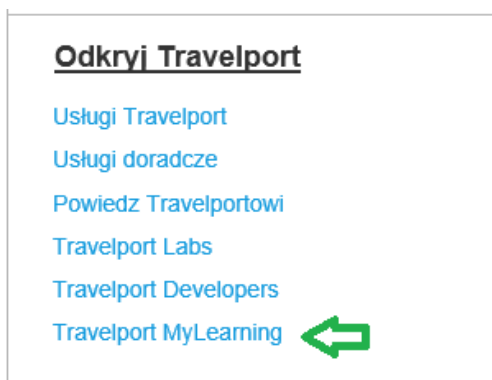 Odkryj Travelport
Usługi Travelport
Usługi doradcze
Powiedz Travelportowi
Travelport Labs
Travelport Developers
Travelport MyLearning